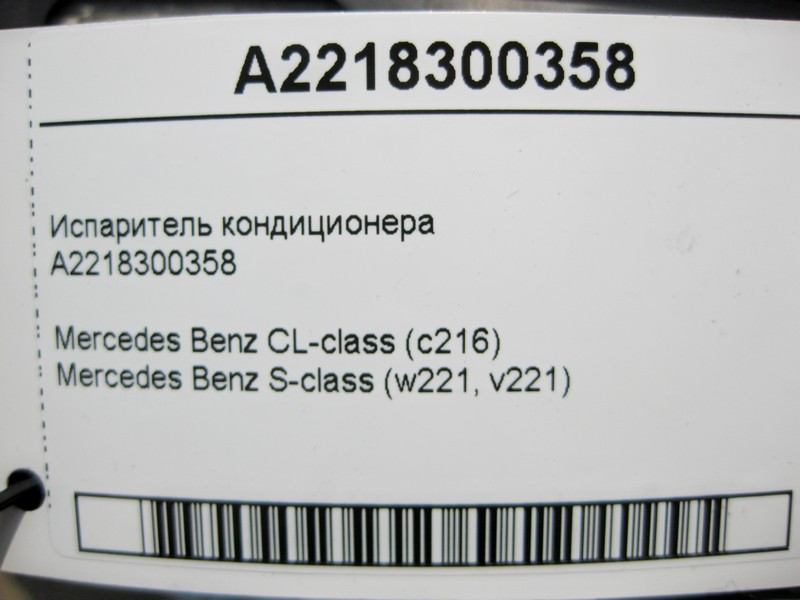 A2218300358
Испаритель кондиционера
A2218300358
Mercedes Benz CL-class (c216)
Mercedes Benz S-class (w221, v221)